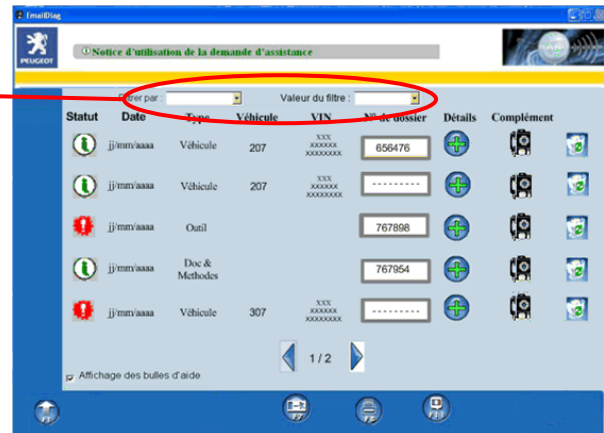 EmailDiag
PEUGEOT
Notice d'utilisation de la demande d'assistance
Filtrer par : Valeur du filtre :
Statut Date Type Véhicule VIN N° de dossier Détails Complément
jj/mm/aaaa Véhicule 207 xxx xxxxxx xxxxxxxx 656476
jj/mm/aaaa Véhicule 207 xxx xxxxxx xxxxxxxx ---------
jj/mm/aaaa Outil 767898
jj/mm/aaaa Doc & Methodes 767954
jj/mm/aaaa Véhicule 307 xxx xxxxxx xxxxxxxx ---------
1 / 2
Affichage des bulles d'aide